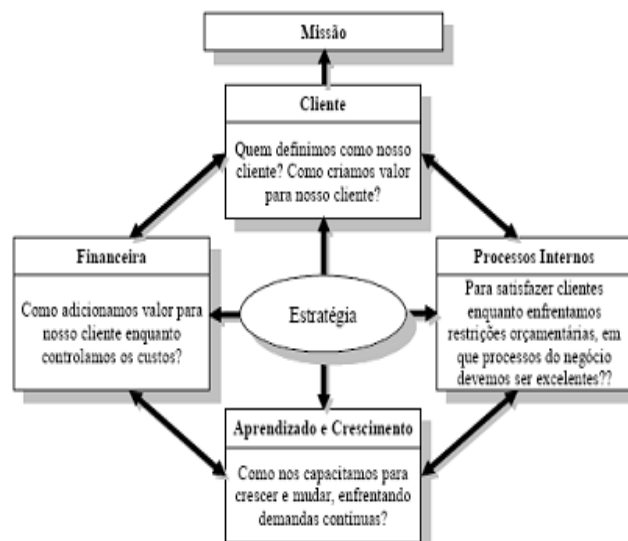 Missão
Cliente
Quem definimos como nosso
cliente? Como criamos valor
para nosso cliente?
Financeira
Como adicionamos valor para
nosso cliente enquanto
controlamos os custos?
Estratégia
Processos Internos
Para satisfazer clientes
enquanto enfrentamos
restrições orçamentárias, em
que processos do negócio
devemos ser excelentes??
Aprendizado e Crescimento
Como nos capacitamos para
crescer e mudar, enfrentando
demandas contínuas?